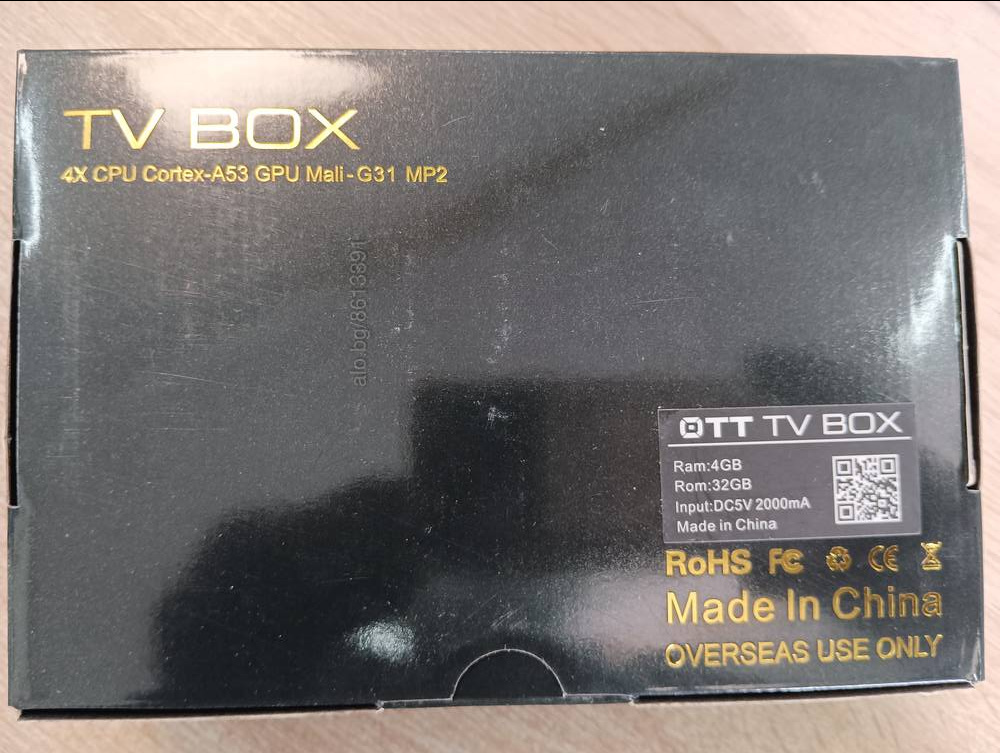 TV BOX
4X CPU Cortex-A53 GPU Mali-G31 MP2
alo.bg/8613391
OTT TV BOX
Ram:4GB
Rom:32GB
Input:DC5V 2000mA
Made in China
RoHS FC CE
Made In China
OVERSEAS USE ONLY